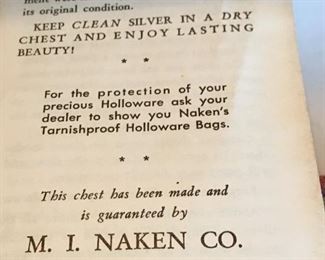 its original condition.
KEEP CLEAN SILVER IN A DRY
CHEST AND ENJOY LASTING
BEAUTY!
* *
For the protection of your
precious Holloware ask your
dealer to show you Naken's
Tarnishproof Holloware Bags.
* *
This chest has been made and
is guaranteed by
M. I. NAKEN CO.